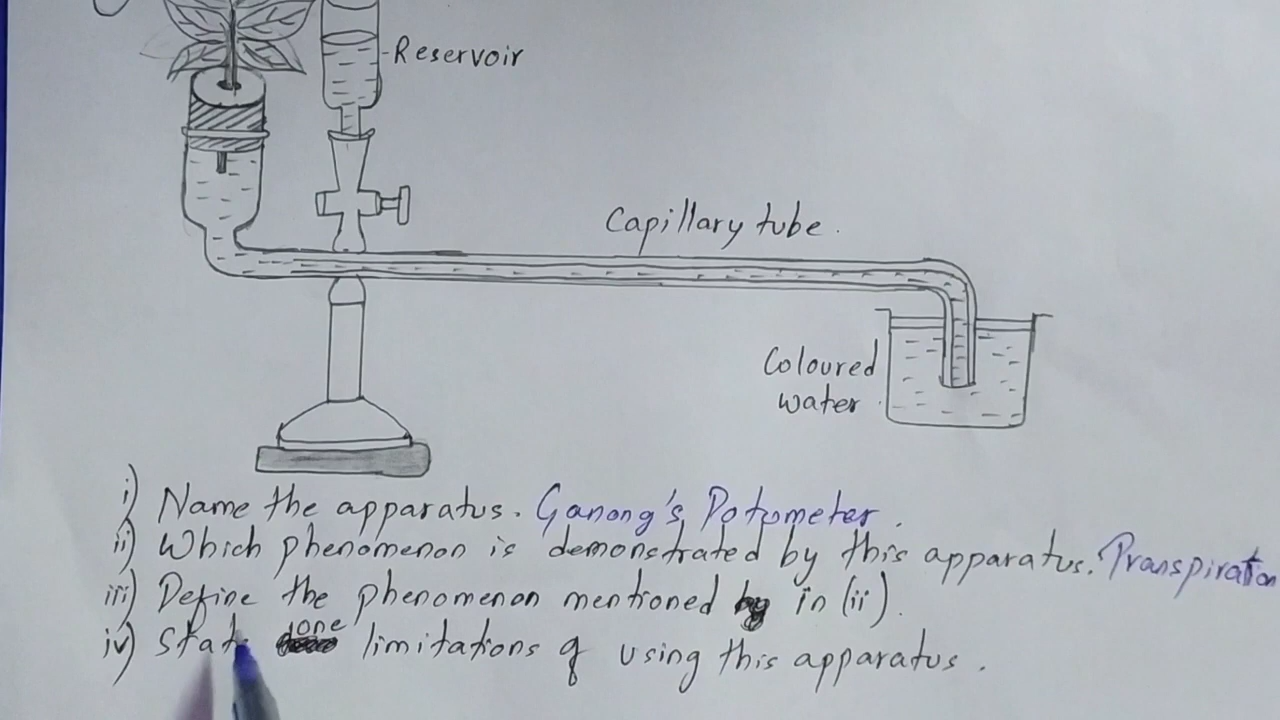 Reservoir
Capillary tube.
Coloured
water
i) Name the apparatus. Ganong's Potometer.
ii) Which phenomenon is demonstrated by this apparatus. Transpiration
iii) Define the phenomenon mentioned in (ii).
iv) State one limitations of using this apparatus.